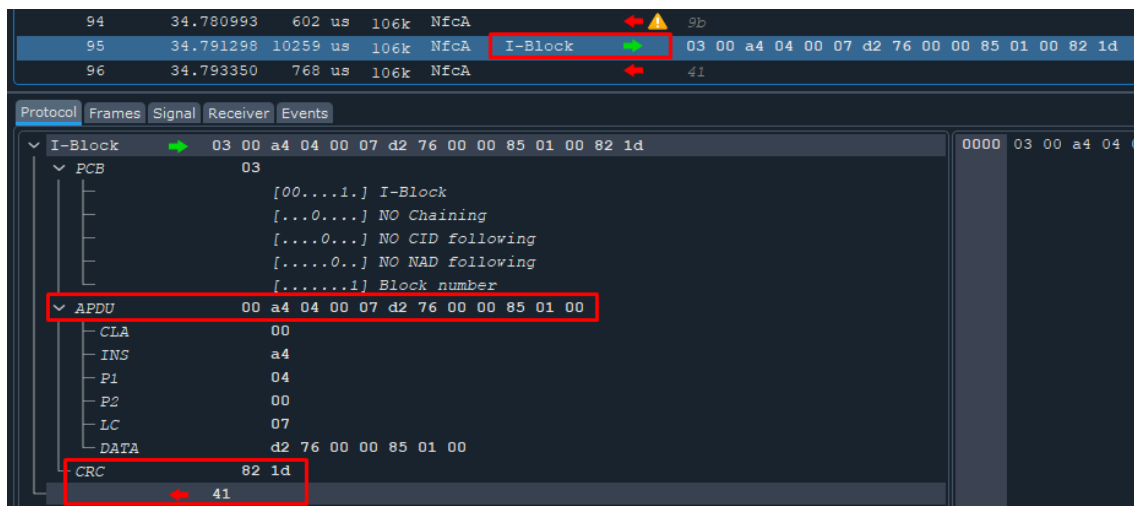 94 34.780993 602 us 106k NfcA 9b
95 34.791298 10259 us 106k NfcA I-Block 03 00 a4 04 00 07 d2 76 00 00 85 01 00 82 1d
96 34.793350 768 us 106k NfcA 41
Protocol Frames Signal Receiver Events
I-Block 03 00 a4 04 00 07 d2 76 00 00 85 01 00 82 1d 0000 03 00 a4 04
PCB 03
[00....1.] I-Block
[...0....] NO Chaining
[....0...] NO CID following
[.....0..] NO NAD following
[.......1] Block number
APDU 00 a4 04 00 07 d2 76 00 00 85 01 00
CLA 00
INS a4
P1 04
P2 00
LC 07
DATA d2 76 00 00 85 01 00
CRC 82 1d
41